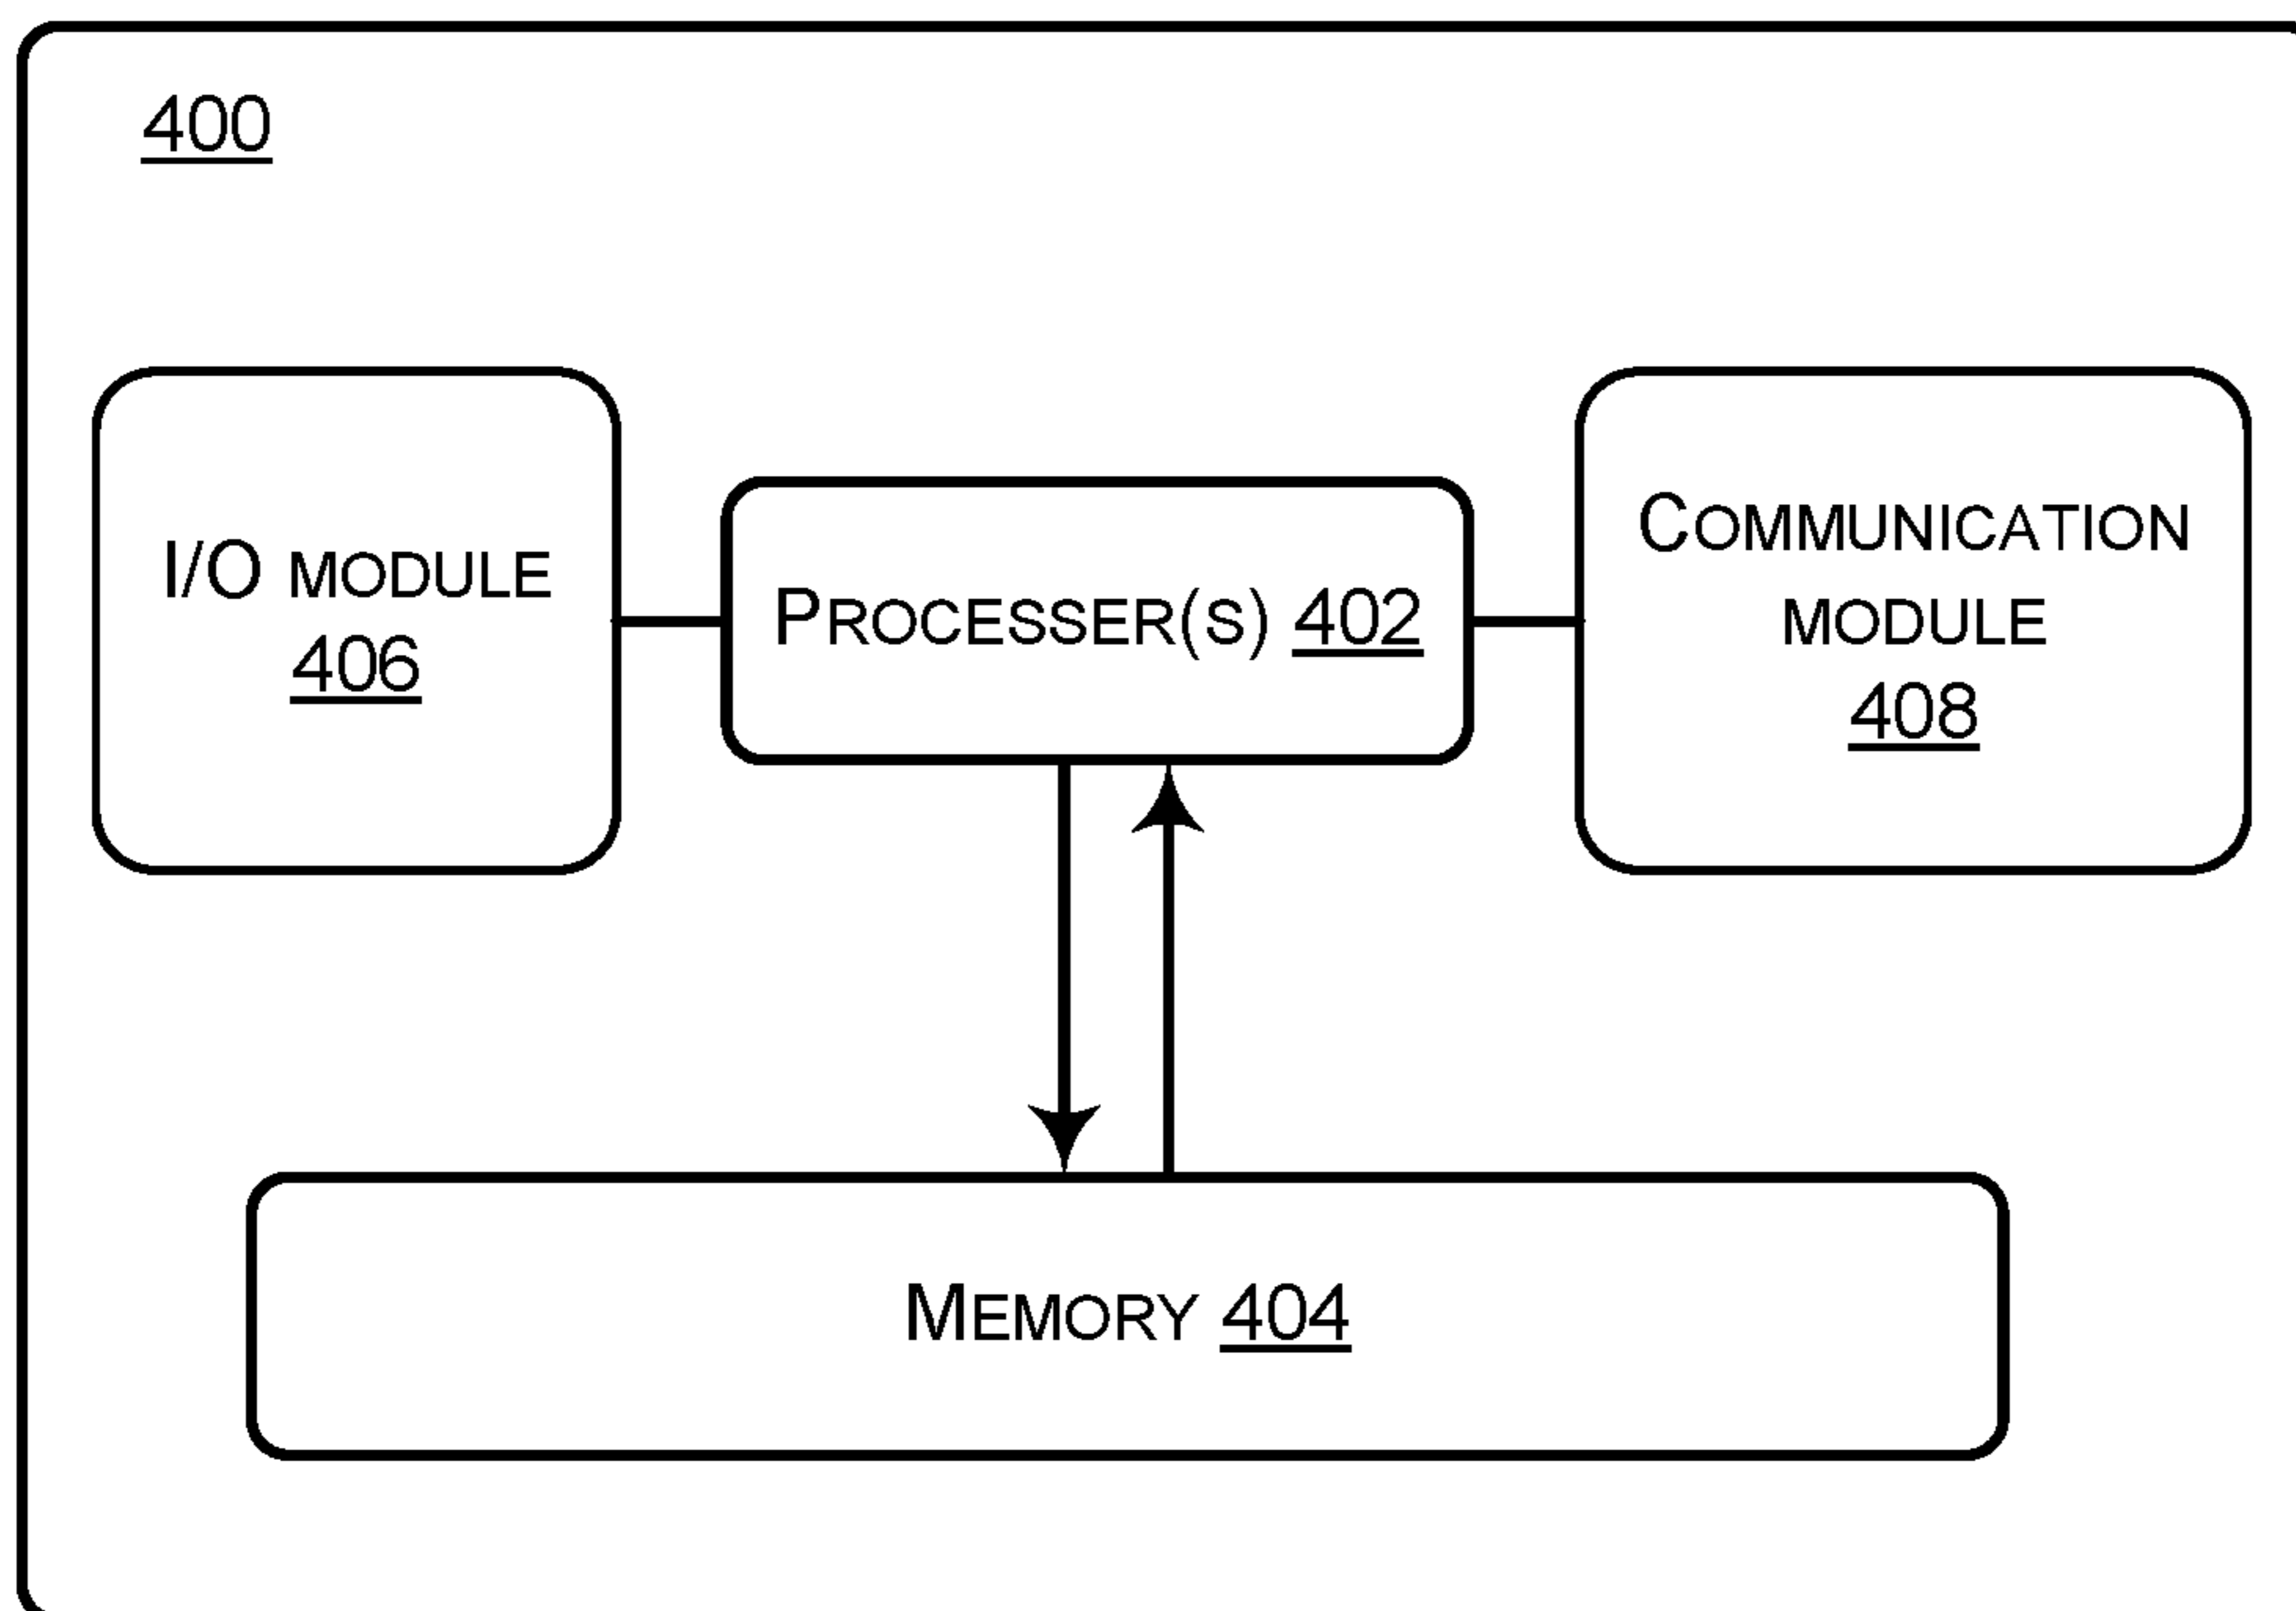 400
I/O MODULE
406
PROCESSER(S) 402
COMMUNICATION
MODULE
408
MEMORY 404